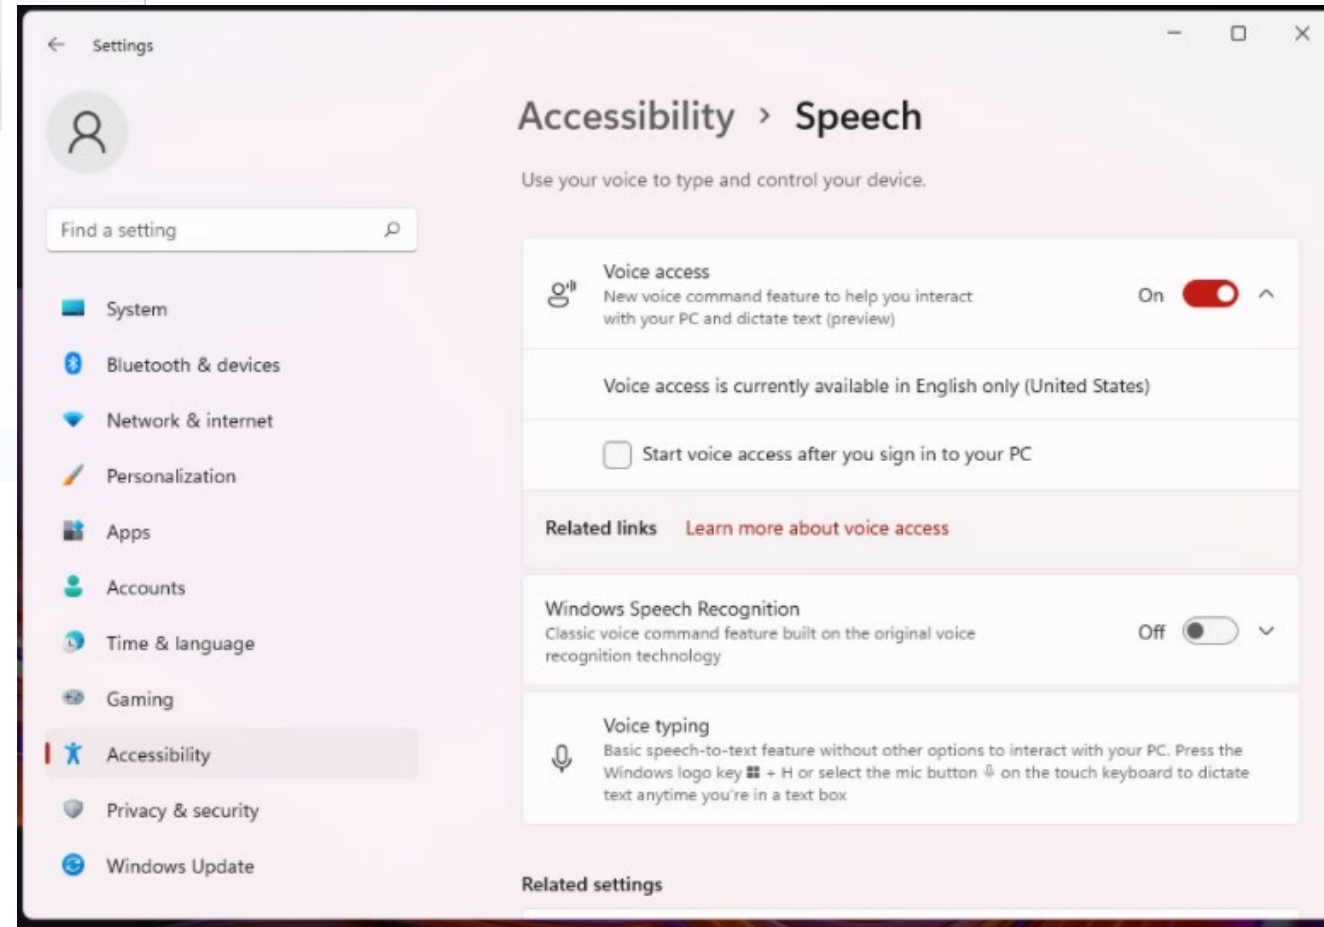 Settings
Find a setting
System
Bluetooth & devices
Network & internet
Personalization
Apps
Accounts
Time & language
Gaming
Accessibility
Privacy & security
Windows Update
Accessibility > Speech
Use your voice to type and control your device.
Voice access
New voice command feature to help you interact
with your PC and dictate text (preview)
On
Voice access is currently available in English only (United States)
Start voice access after you sign in to your PC
Related links Learn more about voice access
Windows Speech Recognition
Classic voice command feature built on the original voice
recognition technology
Off
Voice typing
Basic speech-to-text feature without other options to interact with your PC. Press the
Windows logo key + H or select the mic button on the touch keyboard to dictate
text anytime you're in a text box
Related settings